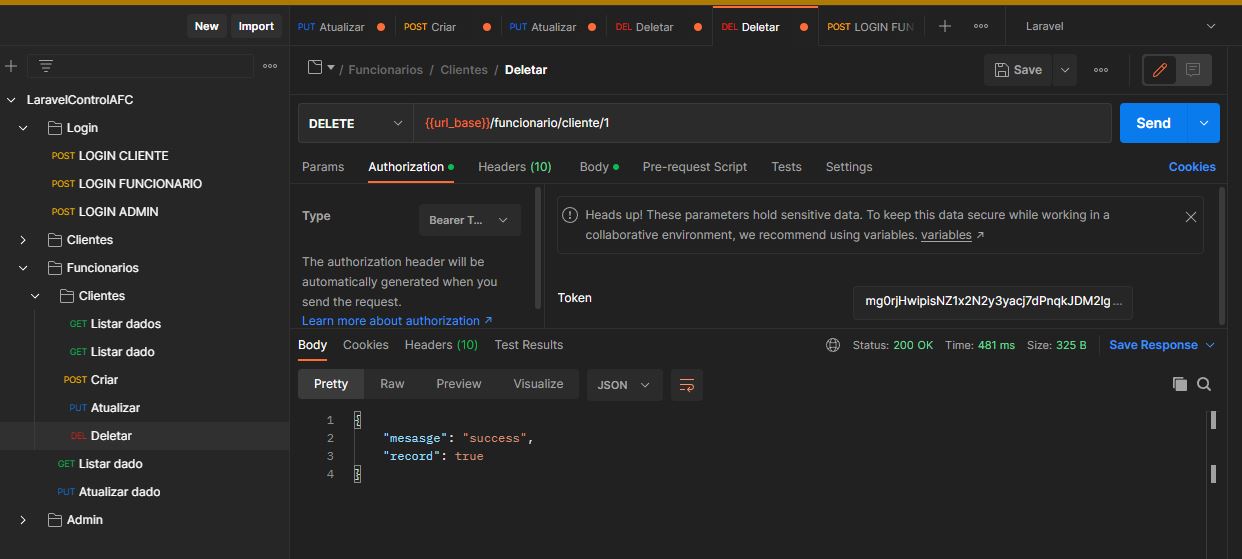 New Import
PUT Atualizar POST Criar PUT Atualizar DEL Deletar DEL Deletar POST LOGIN FUN Laravel
/ Funcionarios / Clientes / Deletar Save
LaravelControlAFC
Login
POST LOGIN CLIENTE
POST LOGIN FUNCIONARIO
POST LOGIN ADMIN
Clientes
Funcionarios
Clientes
GET Listar dados
GET Listar dado
POST Criar
PUT Atualizar
DEL Deletar
GET Listar dado
PUT Atualizar dado
Admin
DELETE {{url_base}}/funcionario/cliente/1 Send
Params Authorization Headers (10) Body Pre-request Script Tests Settings Cookies
Type Bearer T...
The authorization header will be
automatically generated when you
send the request.
Learn more about authorization ↗
Heads up! These parameters hold sensitive data. To keep this data secure while working in a
collaborative environment, we recommend using variables. variables ↗
Token mg0rjHwipisNZ1x2N2y3yacj7dPnqkJDM2Ig...
Body Cookies Headers (10) Test Results Status: 200 OK Time: 481 ms Size: 325 B Save Response
Pretty Raw Preview Visualize JSON
1 {
2 "mesasge": "success",
3 "record": true
4 }